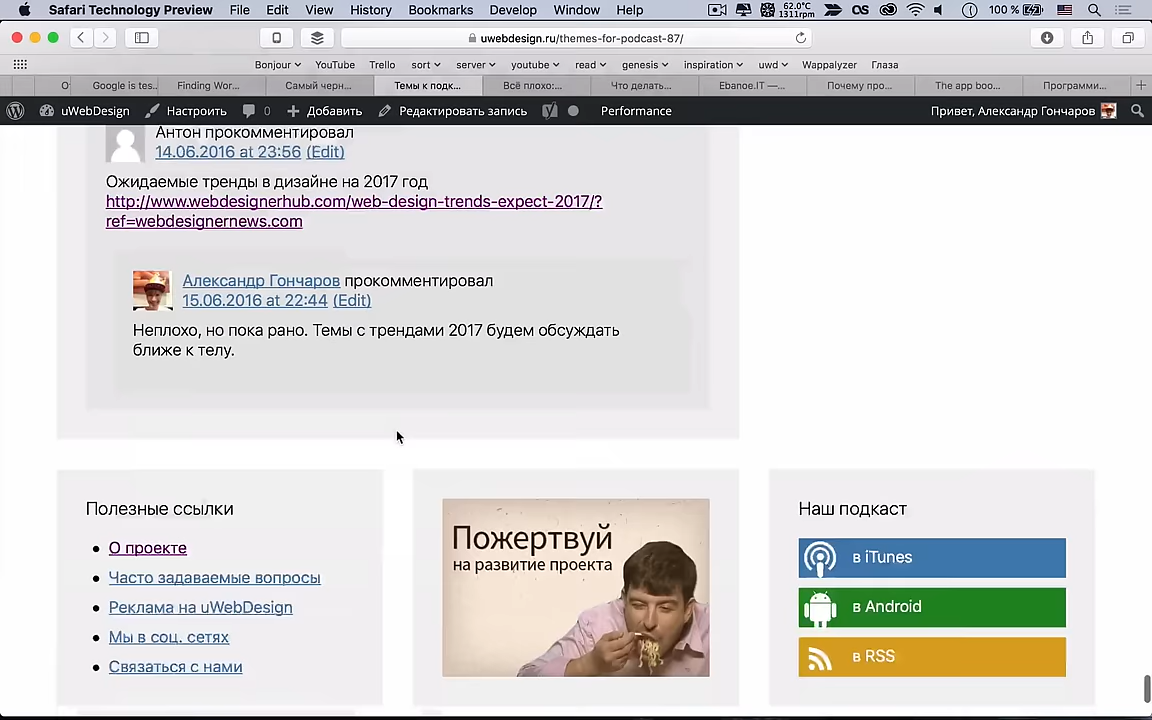 Safari Technology Preview File Edit View History Bookmarks Develop Window Help 62.0°C 1311rpm OS 100 %
uwebdesign.ru/themes-for-podcast-87/
Bonjour YouTube Trello sort server youtube read genesis inspiration uwd Wappalyzer Глаза
О Google is tes... Finding Wor... Самый черн... Темы к подк... Всё плохо:... Что делать... Ebanoe.IT —... Почему про... The app boo... Программи...
uWebDesign Настроить 0 Добавить Редактировать запись Performance Привет, Александр Гончаров
Антон прокомментировал
14.06.2016 at 23:56 (Edit)
Ожидаемые тренды в дизайне на 2017 год
http://www.webdesignerhub.com/web-design-trends-expect-2017/?
ref=webdesignernews.com
Александр Гончаров прокомментировал
15.06.2016 at 22:44 (Edit)
Неплохо, но пока рано. Темы с трендами 2017 будем обсуждать
ближе к телу.
Полезные ссылки
О проекте
Часто задаваемые вопросы
Реклама на uWebDesign
Мы в соц. сетях
Связаться с нами
Пожертвуй
на развитие проекта
Наш подкаст
в iTunes
в Android
в RSS